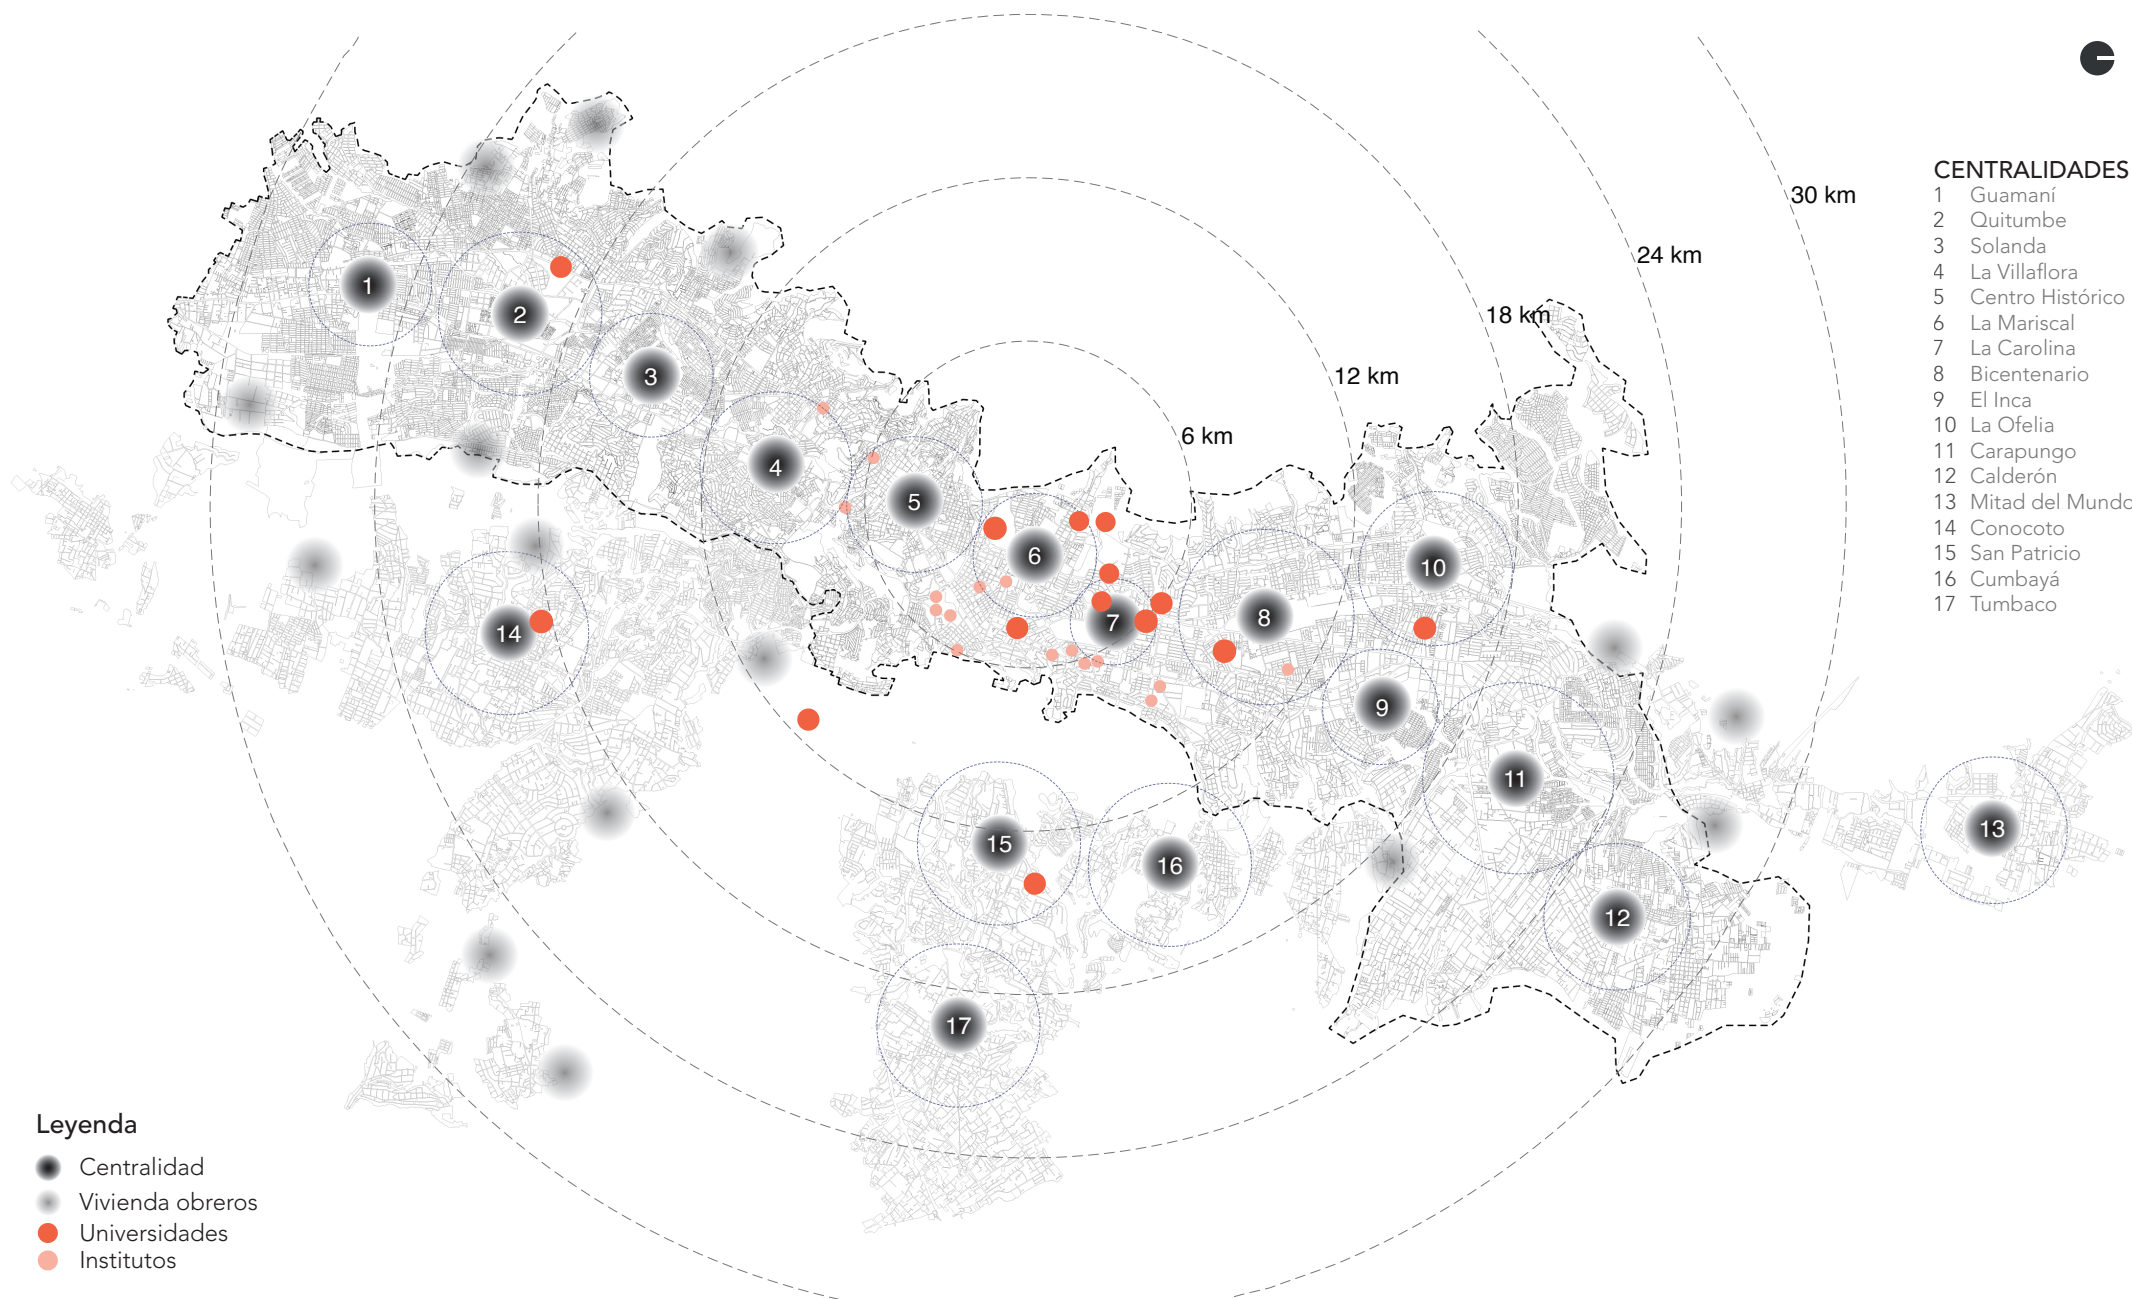 30 km
24 km
18 km
12 km
6 km
CENTRALIDADES
1 Guamaní
2 Quitumbe
3 Solanda
4 La Villaflora
5 Centro Histórico
6 La Mariscal
7 La Carolina
8 Bicentenario
9 El Inca
10 La Ofelia
11 Carapungo
12 Calderón
13 Mitad del Mundo
14 Conocoto
15 San Patricio
16 Cumbayá
17 Tumbaco
1
2
3
4
5
6
7
8
9
10
11
12
13
14
15
16
17
Leyenda
Centralidad
Vivienda obreros
Universidades
Institutos